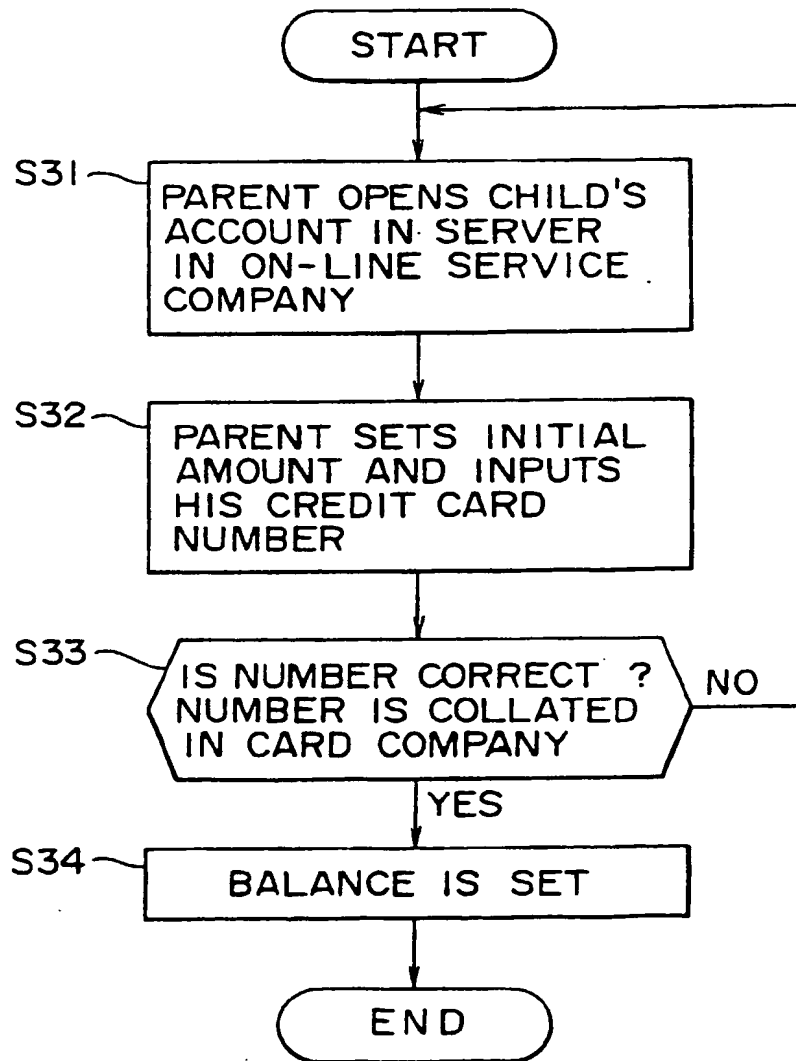 START
S31
PARENT OPENS CHILD'S
ACCOUNT IN SERVER
IN ON-LINE SERVICE
COMPANY
S32
PARENT SETS INITIAL
AMOUNT AND INPUTS
HIS CREDIT CARD
NUMBER
S33
IS NUMBER CORRECT ?
NUMBER IS COLLATED
IN CARD COMPANY
NO
YES
S34
BALANCE IS SET
END